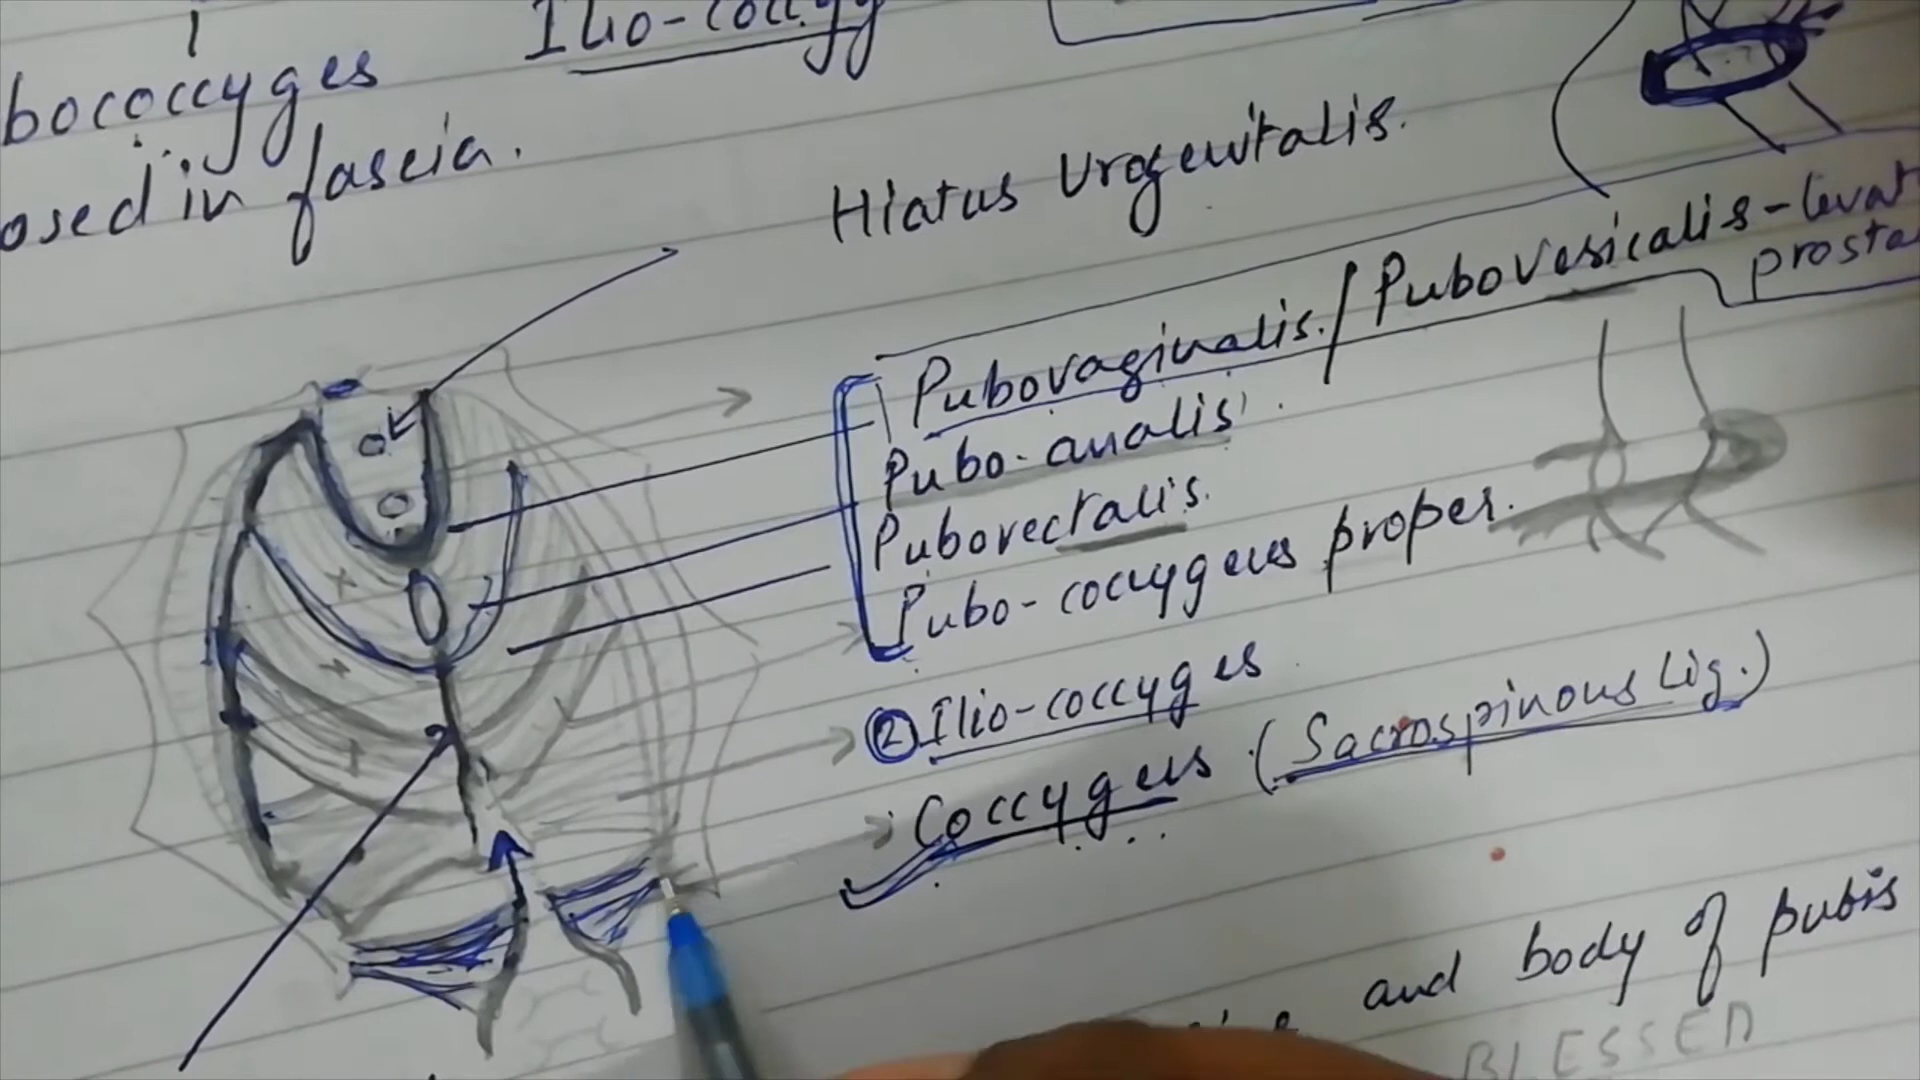 Ilio-coccyg
bococcyges
osed in fascia.
Hiatus Urogenitalis.
Pubovaginalis./Pubovesicalis-levat
prosta
Pubo-analis.
Puborectalis.
Pubo-coccygeus proper.
② Ilio-coccyges
Coccygeus (Sacrospinous Lig.)
and body of pubis
BLESSED